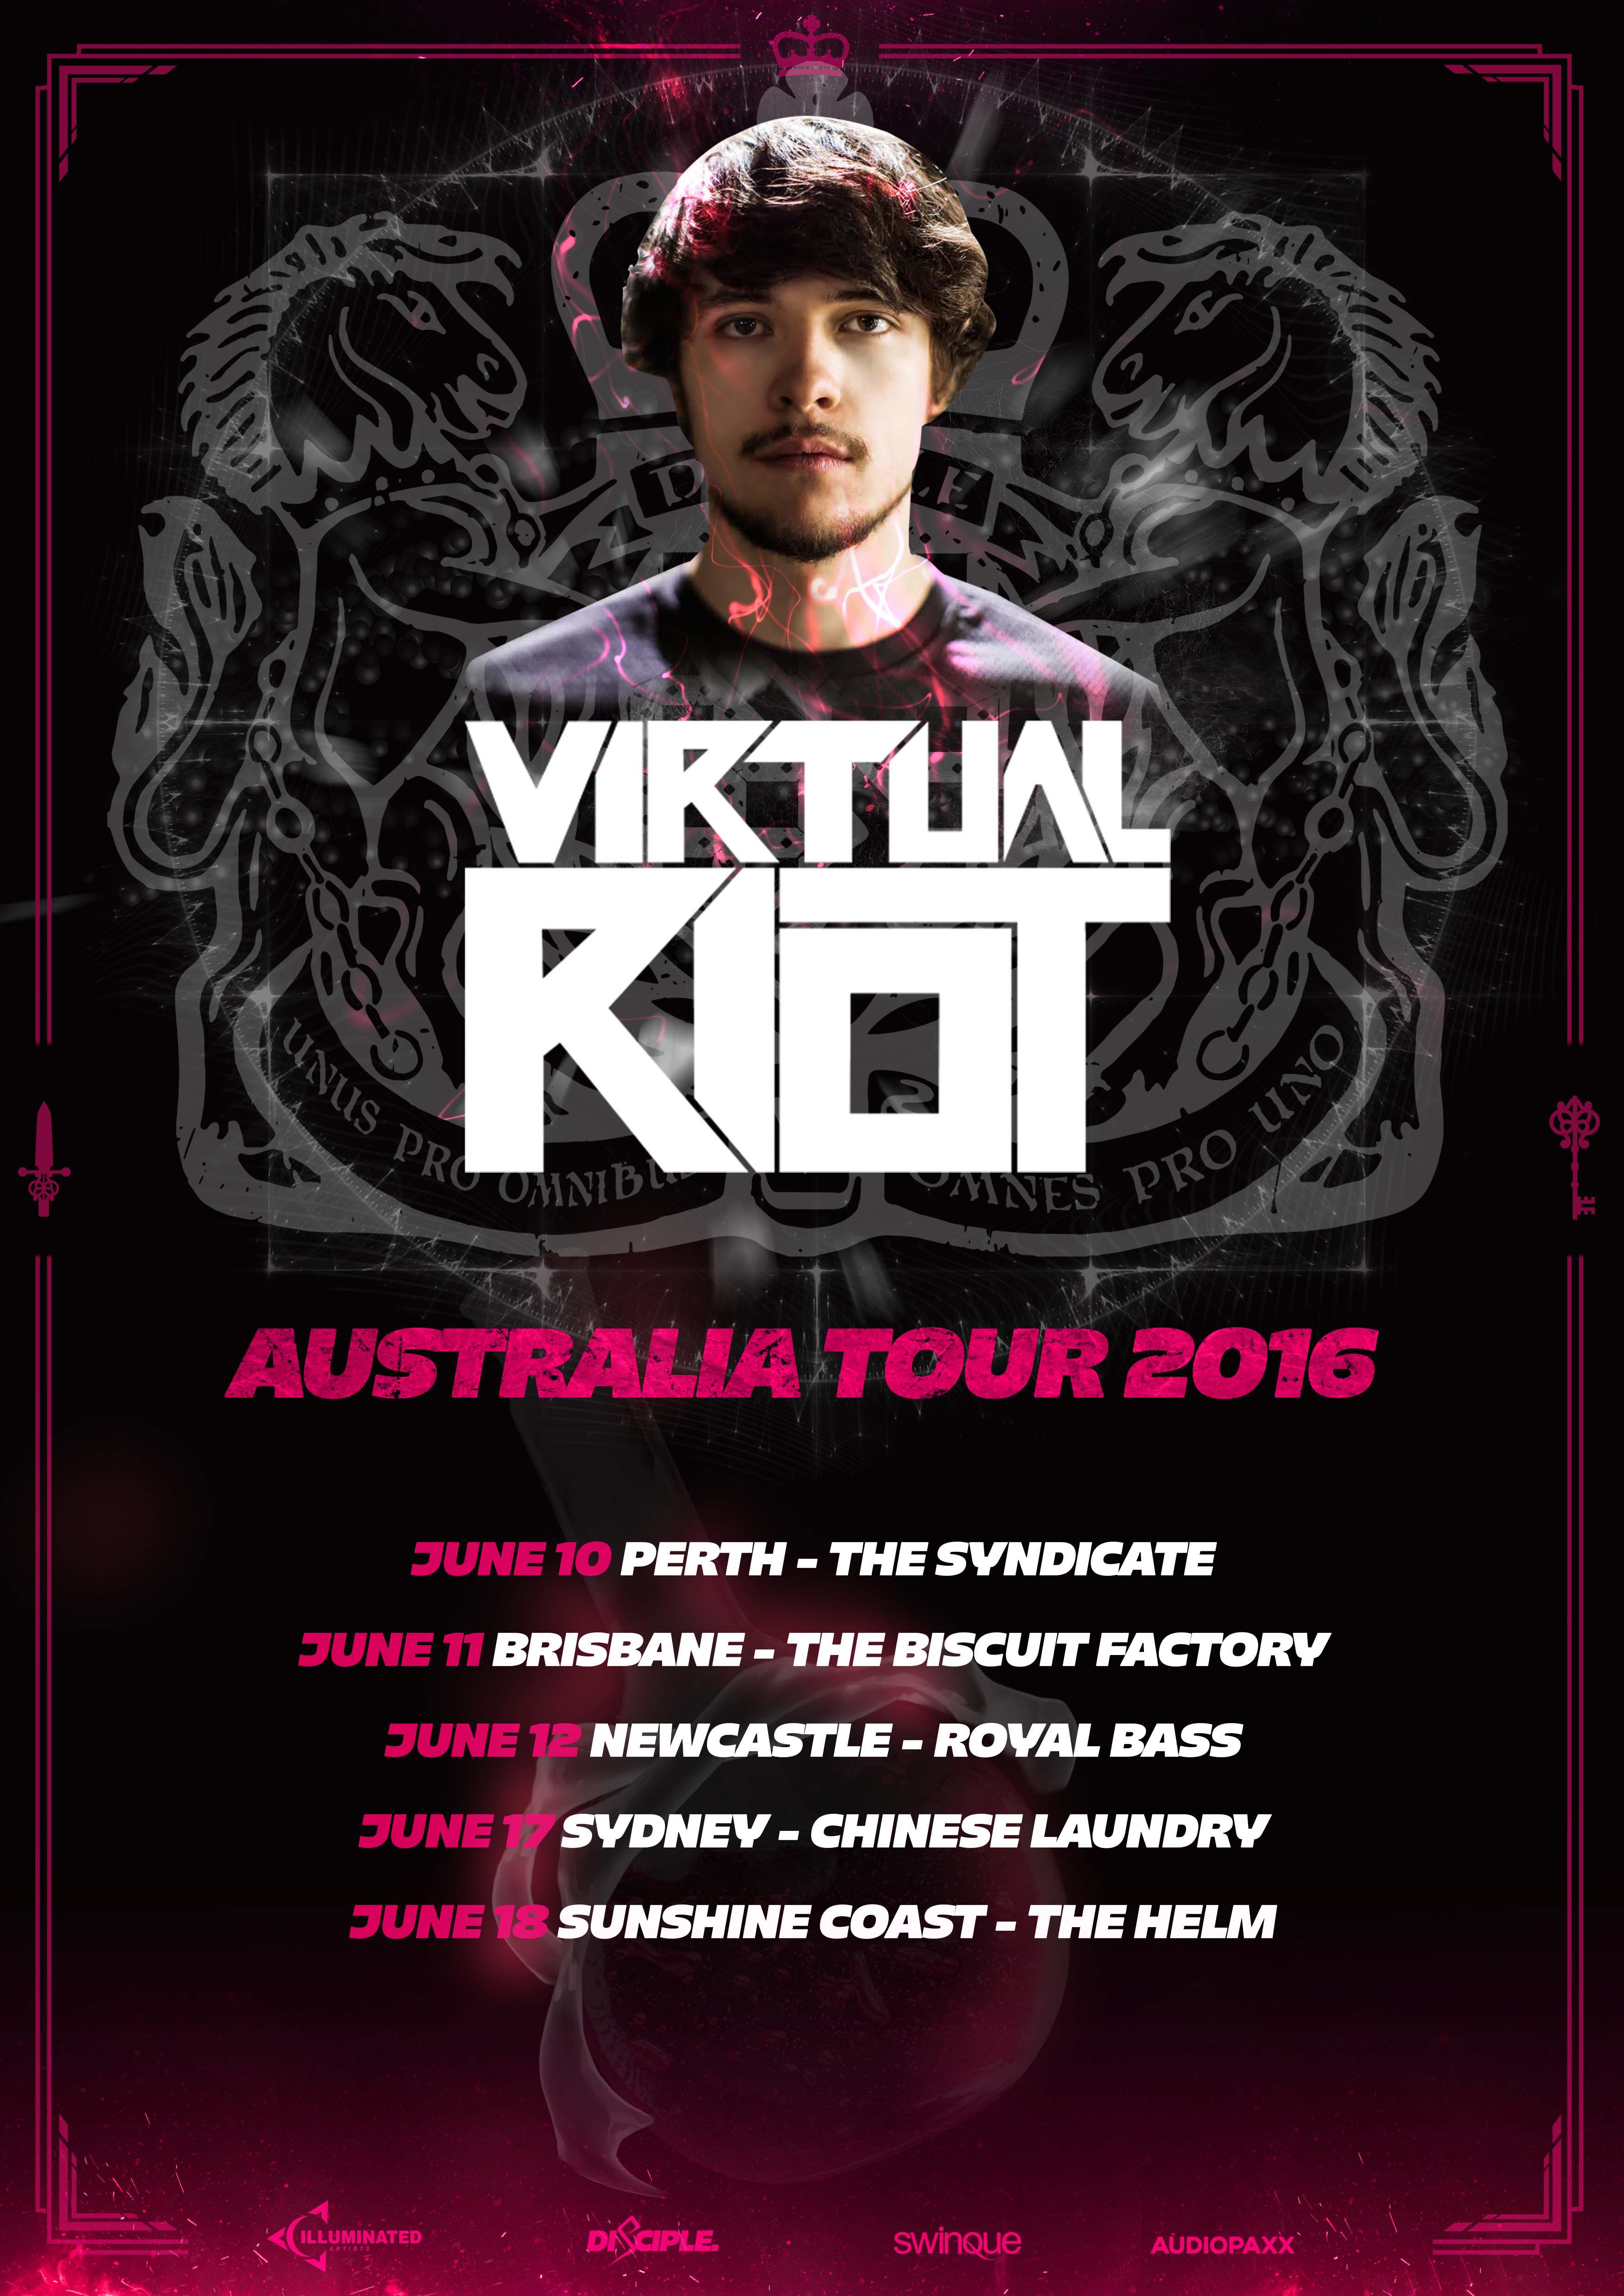 VIRTUAL
RIOT
UNUS PRO OMNIBU OMNES PRO UNO
AUSTRALIA TOUR 2016
JUNE 10 PERTH - THE SYNDICATE
JUNE 11 BRISBANE - THE BISCUIT FACTORY
JUNE 12 NEWCASTLE - ROYAL BASS
JUNE 17 SYDNEY - CHINESE LAUNDRY
JUNE 18 SUNSHINE COAST - THE HELM
ILLUMINATED
ARTISTS
DISCIPLE.
swinque
AUDIOPAXX